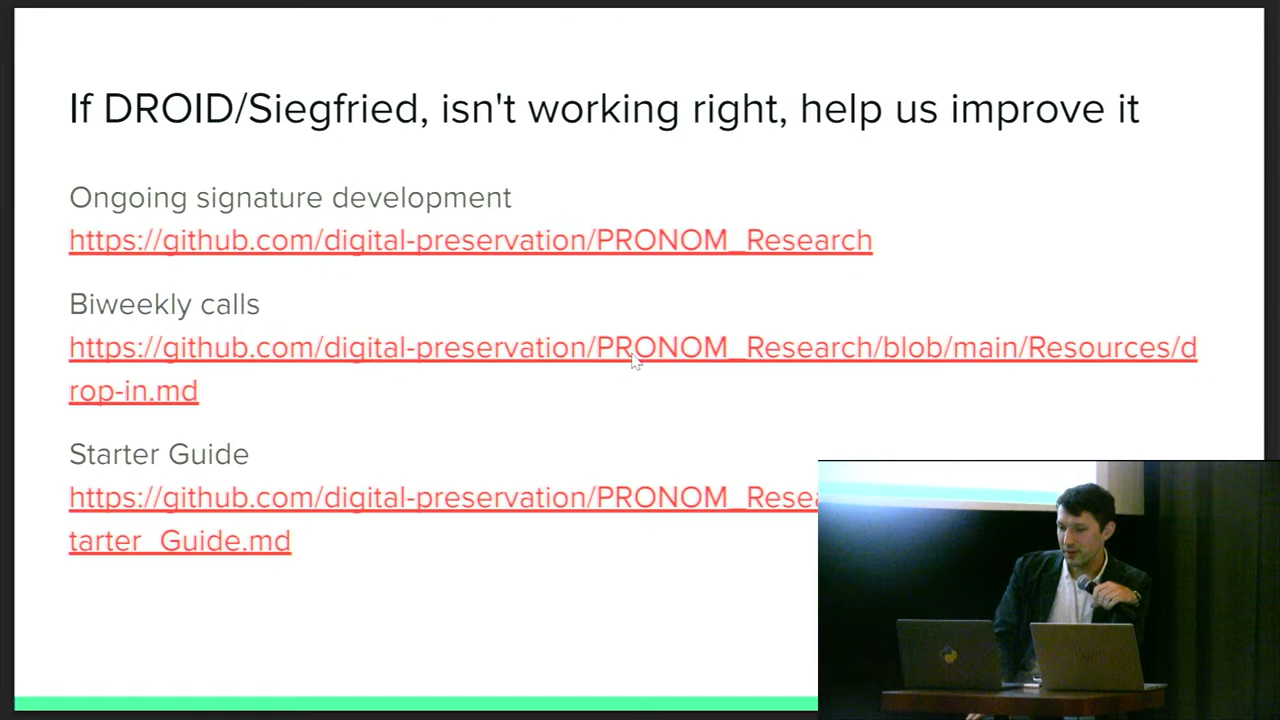 If DROID/Siegfried, isn't working right, help us improve it
Ongoing signature development
https://github.com/digital-preservation/PRONOM_Research
Biweekly calls
https://github.com/digital-preservation/PRONOM_Research/blob/main/Resources/d
rop-in.md
Starter Guide
https://github.com/digital-preservation/PRONOM_Resea
tarter_Guide.md